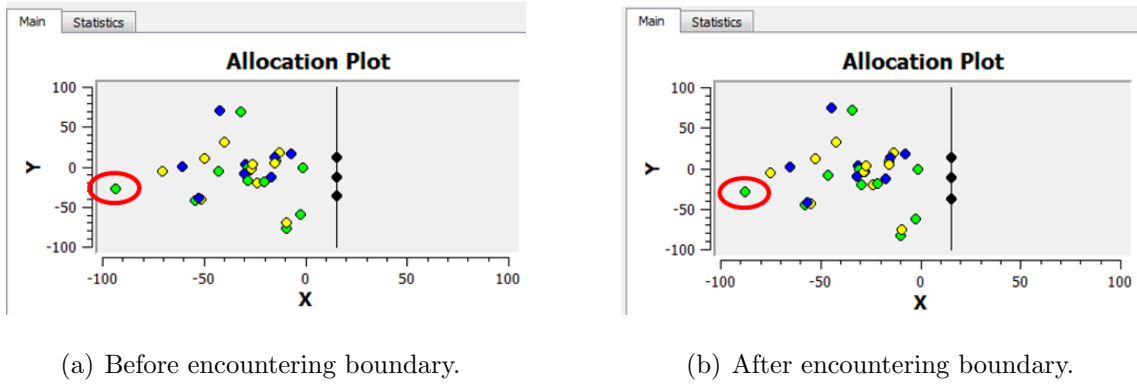 Main Statistics
Allocation Plot
Y
100
50
0
-50
-100
-100 -50 0 50 100
X
(a) Before encountering boundary.
Main Statistics
Allocation Plot
Y
100
50
0
-50
-100
-100 -50 0 50 100
X
(b) After encountering boundary.